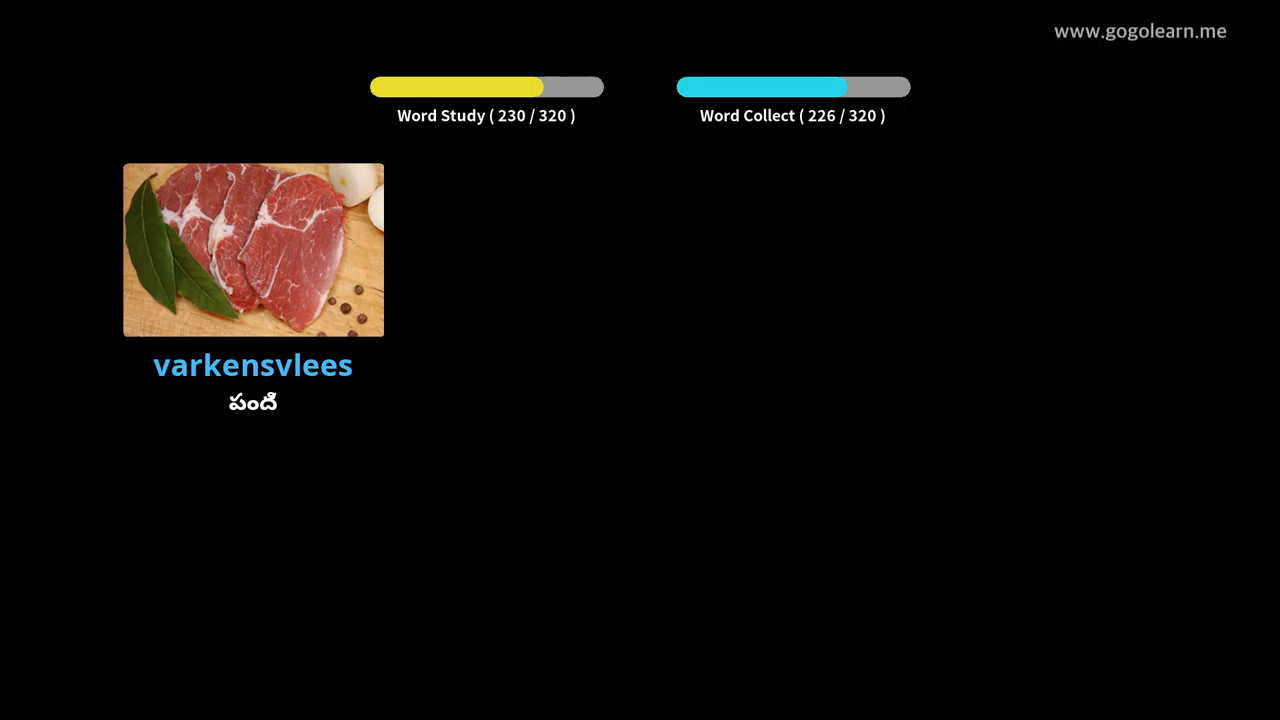 www.gogolearn.me
Word Study ( 230 / 320 )
Word Collect ( 226 / 320 )
varkensvlees
పంది